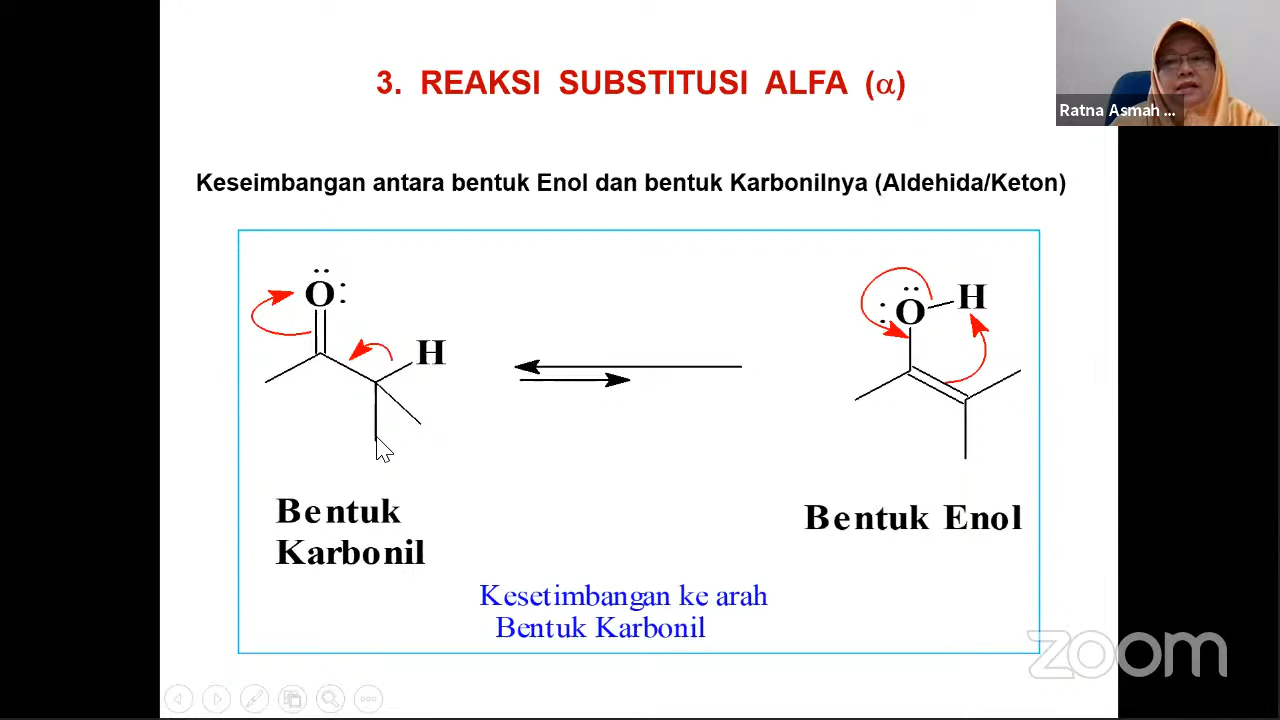 3. REAKSI SUBSTITUSI ALFA (α)
Ratna Asmah ...
Keseimbangan antara bentuk Enol dan bentuk Karbonilnya (Aldehida/Keton)
O
H
O
H
Bentuk
Karbonil
Bentuk Enol
Kesetimbangan ke arah
Bentuk Karbonil
zoom